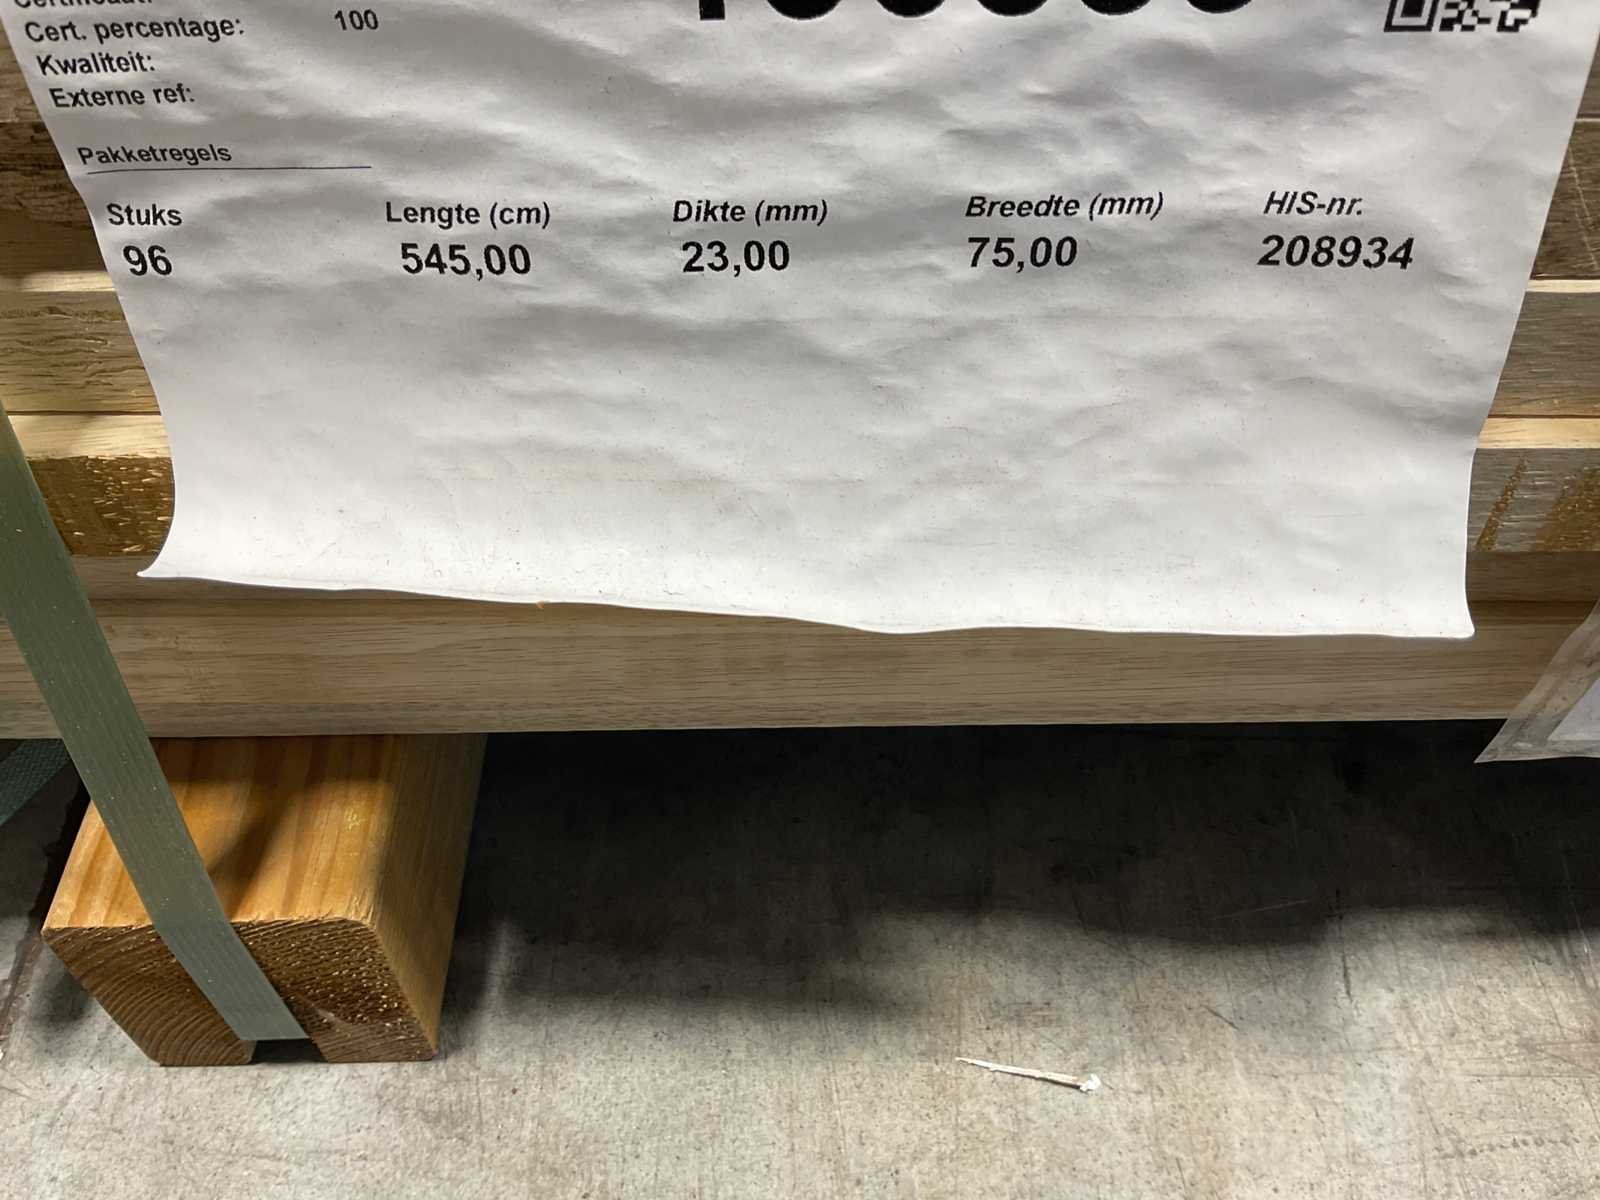 Cert. percentage: 100
Kwaliteit:
Externe ref:
Pakketregels
Stuks Lengte (cm) Dikte (mm) Breedte (mm) HIS-nr.
96 545,00 23,00 75,00 208934